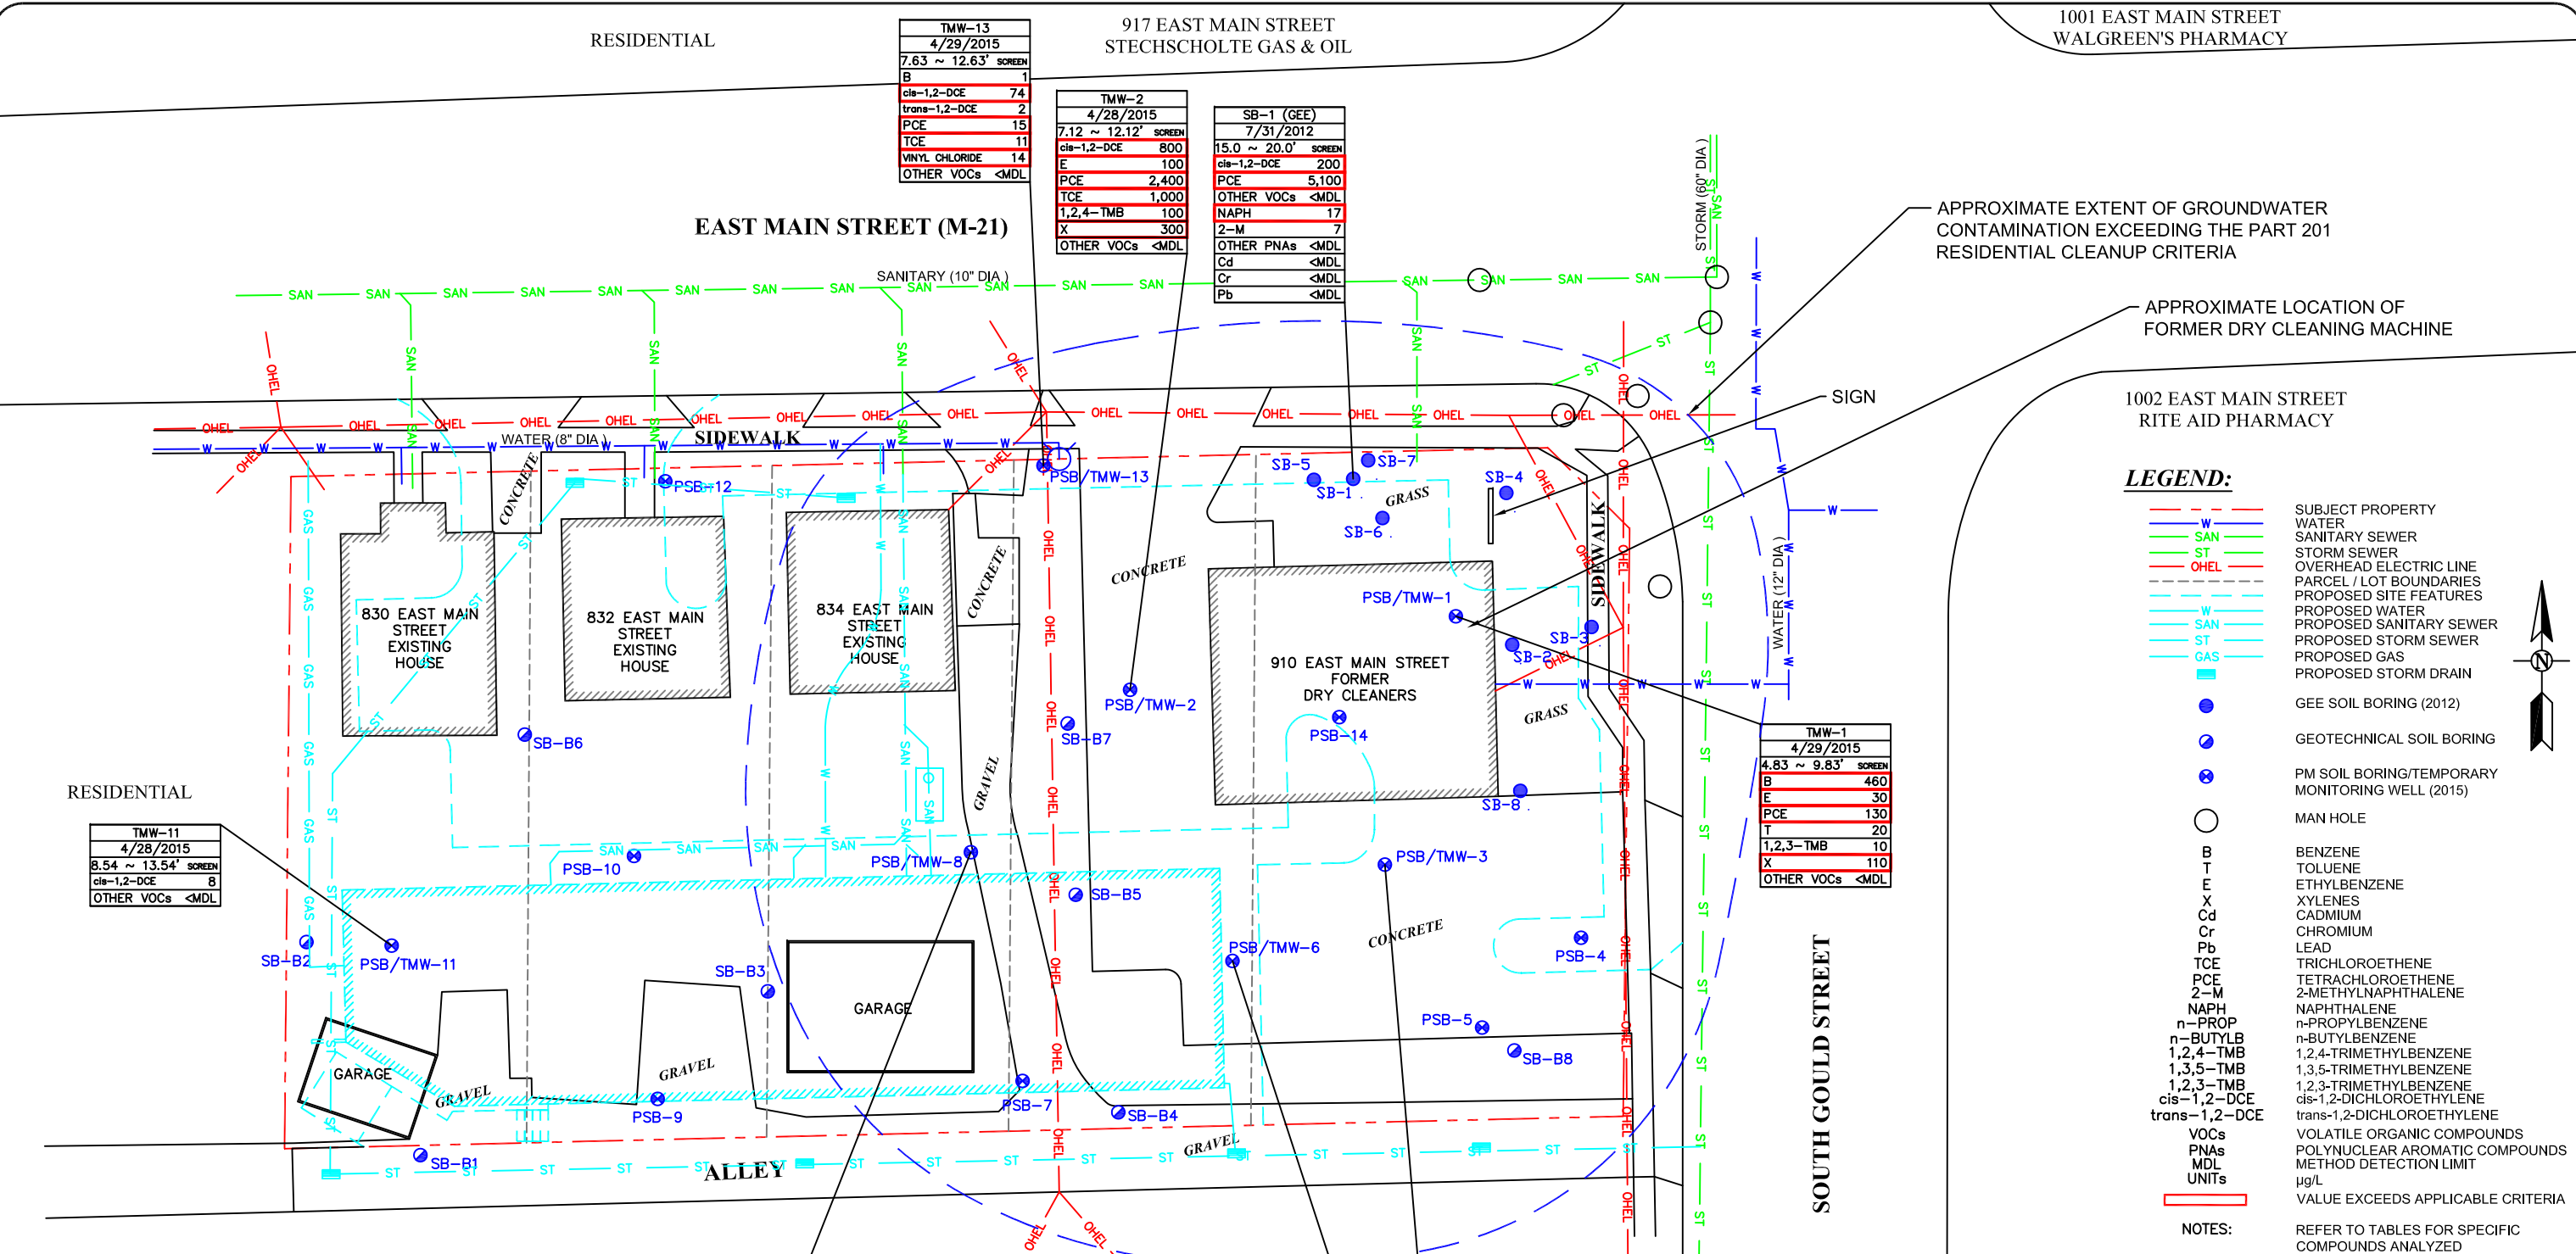 RESIDENTIAL
917 EAST MAIN STREET
STECHSCHOLTE GAS & OIL
1001 EAST MAIN STREET
WALGREEN'S PHARMACY
TMW-13
4/29/2015
7.63 ~ 12.63' SCREEN
B 1
cis-1,2-DCE 74
trans-1,2-DCE 2
PCE 15
TCE 11
VINYL CHLORIDE 14
OTHER VOCs <MDL
TMW-2
4/28/2015
7.12 ~ 12.12' SCREEN
cis-1,2-DCE 800
E 100
PCE 2,400
TCE 1,000
1,2,4-TMB 100
X 300
OTHER VOCs <MDL
SB-1 (GEE)
7/31/2012
15.0 ~ 20.0' SCREEN
cis-1,2-DCE 200
PCE 5,100
OTHER VOCs <MDL
NAPH 17
2-M 7
OTHER PNAs <MDL
Cd <MDL
Cr <MDL
Pb <MDL
STORM (60" DIA )
APPROXIMATE EXTENT OF GROUNDWATER
CONTAMINATION EXCEEDING THE PART 201
RESIDENTIAL CLEANUP CRITERIA
EAST MAIN STREET (M-21)
SANITARY (10" DIA )
APPROXIMATE LOCATION OF
FORMER DRY CLEANING MACHINE
SIGN
1002 EAST MAIN STREET
RITE AID PHARMACY
WATER (8" DIA )
SIDEWALK
CONCRETE
PSB-12
PSB/TMW-13
SB-5
SB-7
SB-1
GRASS
SB-4
SB-6
SIDEWALK
WATER (12" DIA )
CONCRETE
CONCRETE
830 EAST MAIN
STREET
EXISTING
HOUSE
832 EAST MAIN
STREET
EXISTING
HOUSE
834 EAST MAIN
STREET
EXISTING
HOUSE
PSB/TMW-1
SB-3
SB-2
910 EAST MAIN STREET
FORMER
DRY CLEANERS
PSB/TMW-2
PSB-14
GRASS
SB-B6
SB-B7
GRAVEL
SB-8
RESIDENTIAL
TMW-11
4/28/2015
8.54 ~ 13.54' SCREEN
cis-1,2-DCE 8
OTHER VOCs <MDL
TMW-1
4/29/2015
4.83 ~ 9.83' SCREEN
B 460
E 30
PCE 130
T 20
1,2,3-TMB 10
X 110
OTHER VOCs <MDL
PSB-10
PSB/TMW-8
PSB/TMW-3
SB-B5
CONCRETE
SB-B2
PSB/TMW-11
SB-B3
PSB/TMW-6
PSB-4
GARAGE
PSB-5
SB-B8
GARAGE
GRAVEL
GRAVEL
PSB-9
PSB-7
SB-B4
GRAVEL
SB-B1
ALLEY
SOUTH GOULD STREET
LEGEND:
SUBJECT PROPERTY
W WATER
SAN SANITARY SEWER
ST STORM SEWER
OHEL OVERHEAD ELECTRIC LINE
PARCEL / LOT BOUNDARIES
PROPOSED SITE FEATURES
W PROPOSED WATER
SAN PROPOSED SANITARY SEWER
ST PROPOSED STORM SEWER
GAS PROPOSED GAS
PROPOSED STORM DRAIN
GEE SOIL BORING (2012)
GEOTECHNICAL SOIL BORING
PM SOIL BORING/TEMPORARY
MONITORING WELL (2015)
MAN HOLE
N
B BENZENE
T TOLUENE
E ETHYLBENZENE
X XYLENES
Cd CADMIUM
Cr CHROMIUM
Pb LEAD
TCE TRICHLOROETHENE
PCE TETRACHLOROETHENE
2-M 2-METHYLNAPHTHALENE
NAPH NAPHTHALENE
n-PROP n-PROPYLBENZENE
n-BUTYLB n-BUTYLBENZENE
1,2,4-TMB 1,2,4-TRIMETHYLBENZENE
1,3,5-TMB 1,3,5-TRIMETHYLBENZENE
1,2,3-TMB 1,2,3-TRIMETHYLBENZENE
cis-1,2-DCE cis-1,2-DICHLOROETHYLENE
trans-1,2-DCE trans-1,2-DICHLOROETHYLENE
VOCs VOLATILE ORGANIC COMPOUNDS
PNAs POLYNUCLEAR AROMATIC COMPOUNDS
MDL METHOD DETECTION LIMIT
UNITs µg/L
VALUE EXCEEDS APPLICABLE CRITERIA
NOTES: REFER TO TABLES FOR SPECIFIC
COMPOUNDS ANALYZED